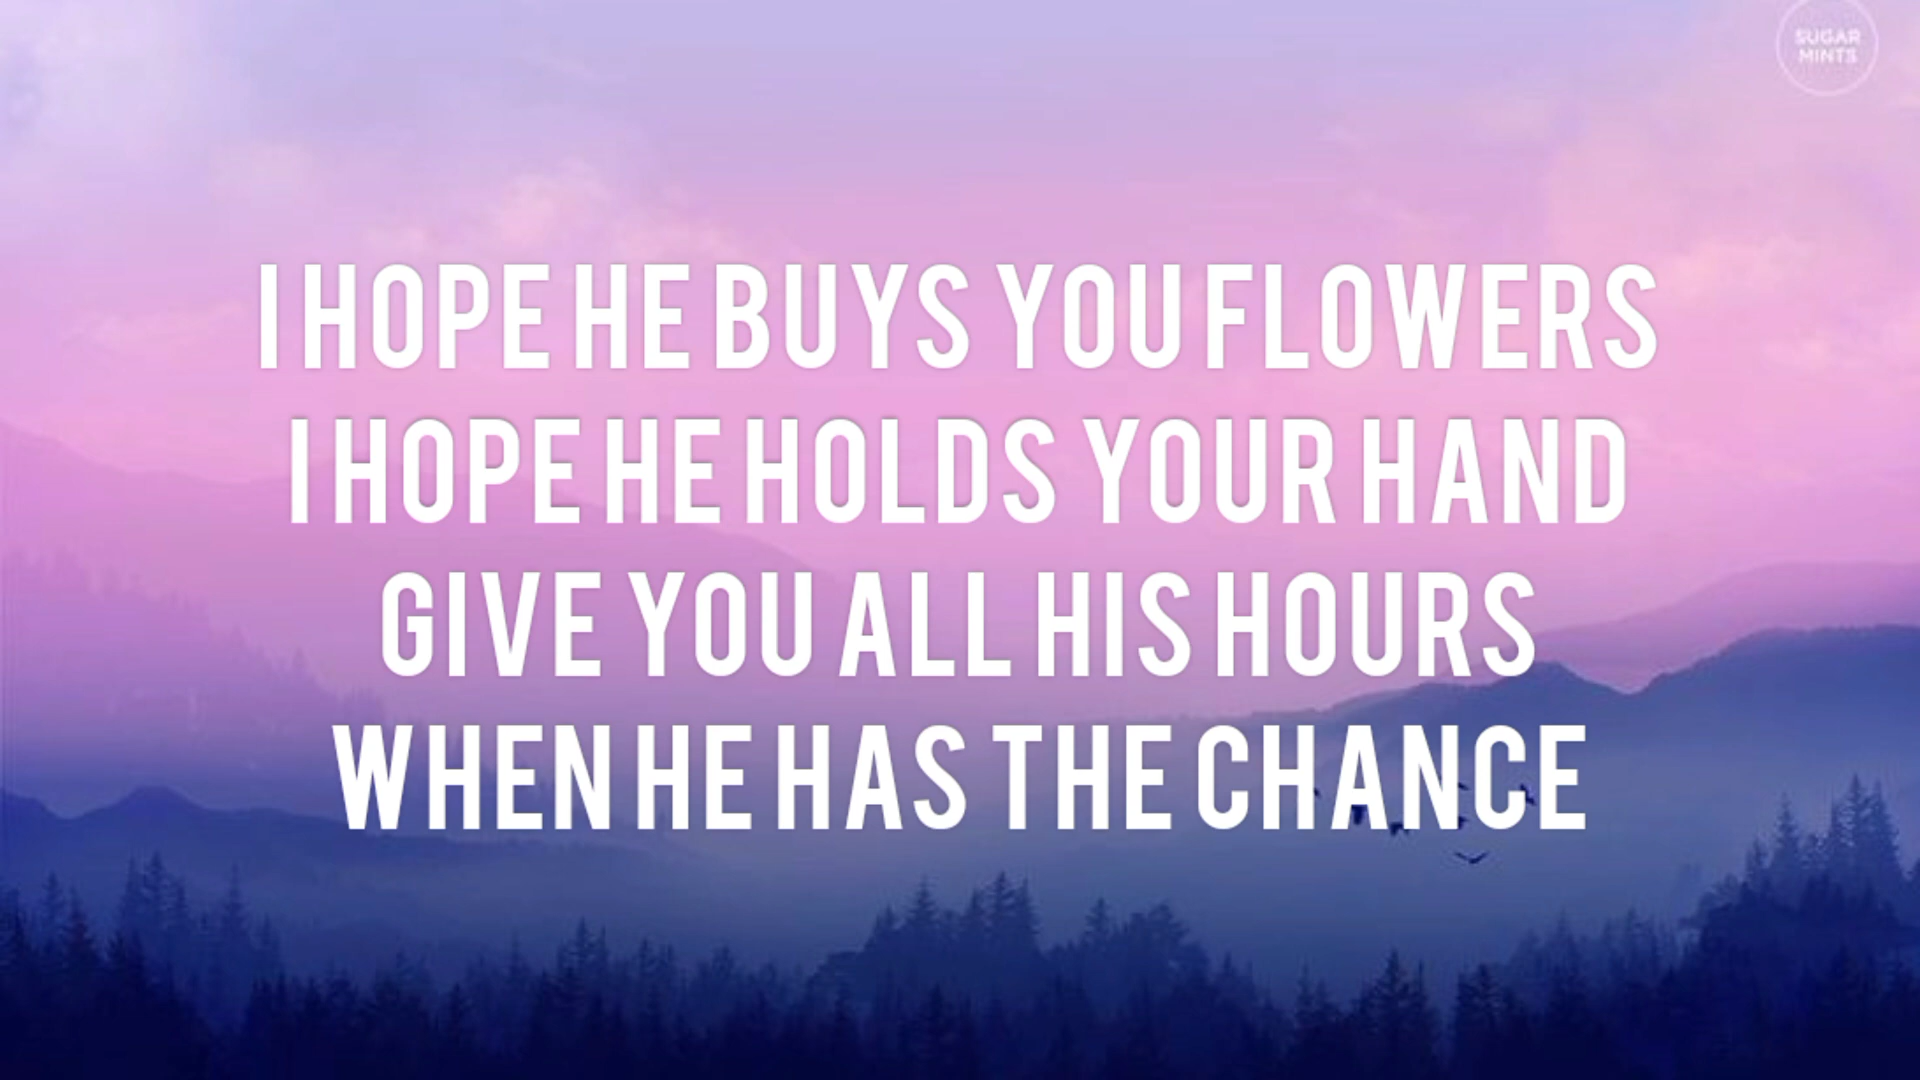 SUGAR
MINTS
I HOPE HE BUYS YOU FLOWERS
I HOPE HE HOLDS YOUR HAND
GIVE YOU ALL HIS HOURS
WHEN HE HAS THE CHANCE